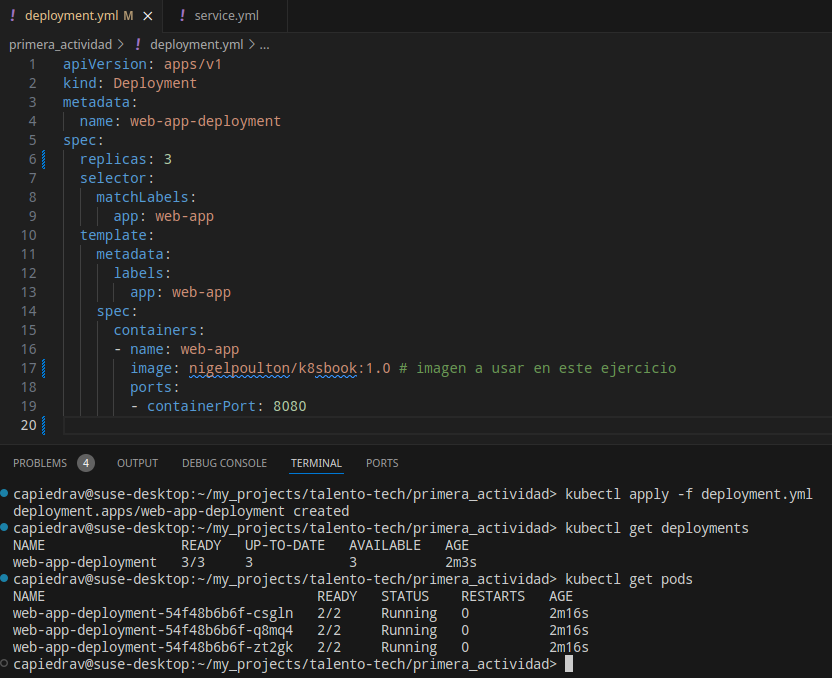 ! deployment.yml M × ! service.yml
primera_actividad > ! deployment.yml > ...
1 apiVersion: apps/v1
2 kind: Deployment
3 metadata:
4   name: web-app-deployment
5 spec:
6   replicas: 3
7   selector:
8     matchLabels:
9       app: web-app
10   template:
11     metadata:
12       labels:
13         app: web-app
14     spec:
15       containers:
16       - name: web-app
17         image: nigelpoulton/k8sbook:1.0 # imagen a usar en este ejercicio
18         ports:
19         - containerPort: 8080
20
PROBLEMS 4 OUTPUT DEBUG CONSOLE TERMINAL PORTS
capiedrav@suse-desktop:~/my_projects/talento-tech/primera_actividad> kubectl apply -f deployment.yml
deployment.apps/web-app-deployment created
capiedrav@suse-desktop:~/my_projects/talento-tech/primera_actividad> kubectl get deployments
NAME READY UP-TO-DATE AVAILABLE AGE
web-app-deployment 3/3 3 3 2m3s
capiedrav@suse-desktop:~/my_projects/talento-tech/primera_actividad> kubectl get pods
NAME READY STATUS RESTARTS AGE
web-app-deployment-54f48b6b6f-csgln 2/2 Running 0 2m16s
web-app-deployment-54f48b6b6f-q8mq4 2/2 Running 0 2m16s
web-app-deployment-54f48b6b6f-zt2gk 2/2 Running 0 2m16s
capiedrav@suse-desktop:~/my_projects/talento-tech/primera_actividad>